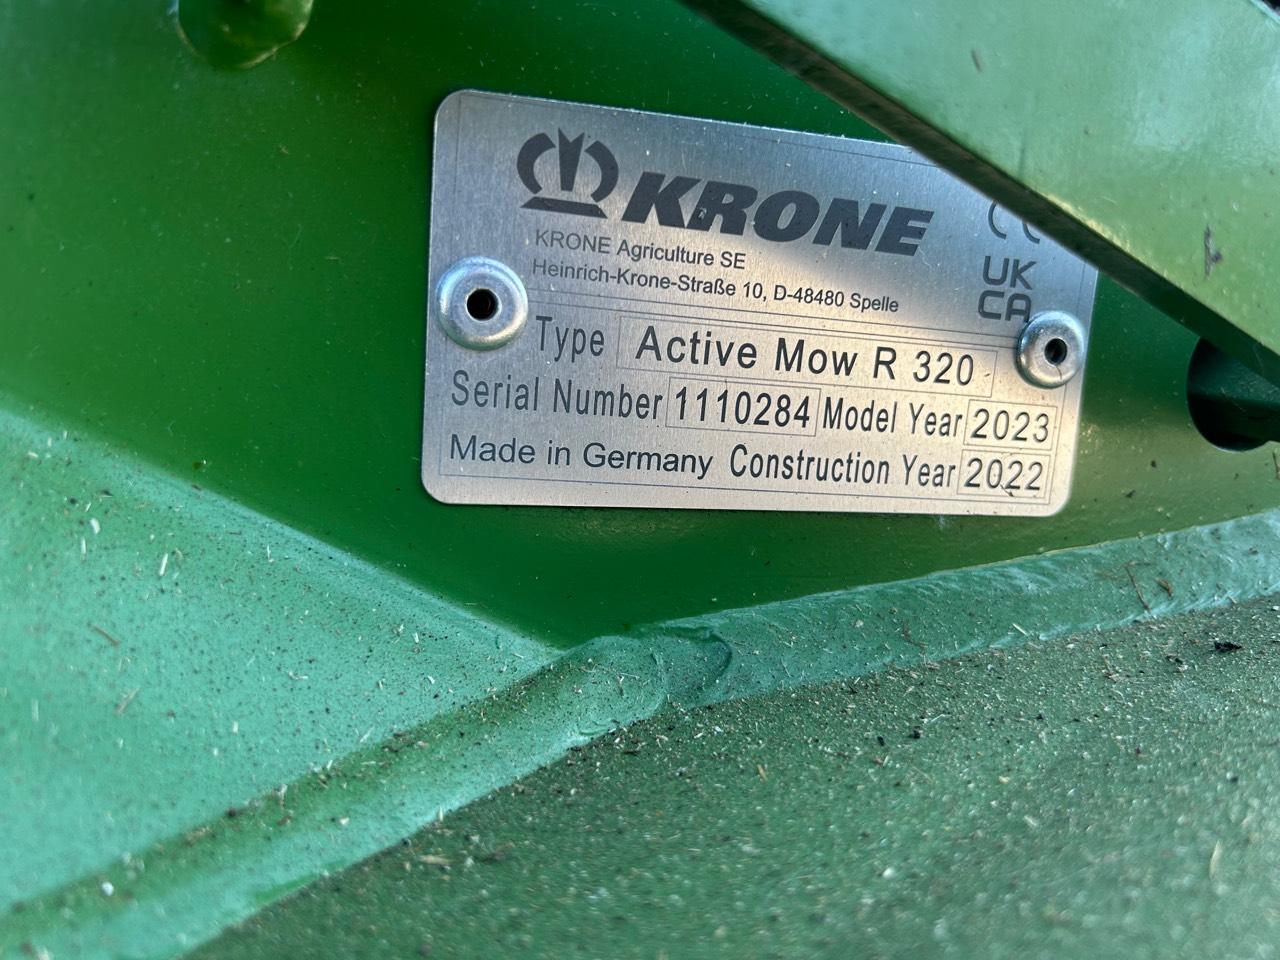 KRONE
KRONE Agriculture SE
Heinrich-Krone-Straße 10, D-48480 Spelle
UK
CA
Type Active Mow R 320
Serial Number 1110284 Model Year 2023
Made in Germany Construction Year 2022